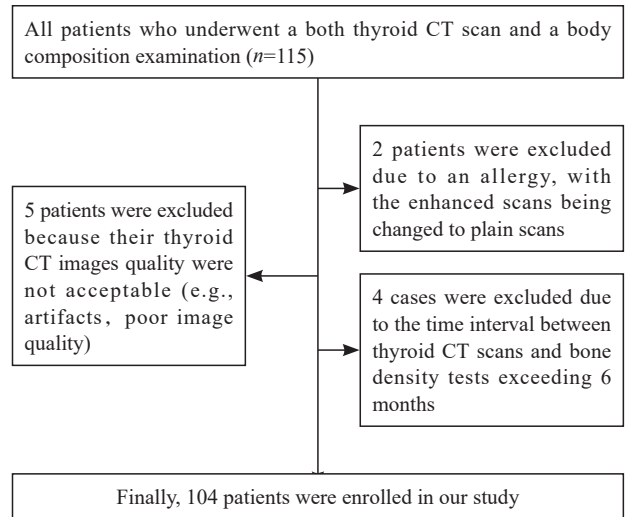 All patients who underwent a both thyroid CT scan and a body
composition examination (n=115)
2 patients were excluded
due to an allergy, with
the enhanced scans being
changed to plain scans
5 patients were excluded
because their thyroid
CT images quality were
not acceptable (e.g.,
artifacts, poor image
quality)
4 cases were excluded due
to the time interval between
thyroid CT scans and bone
density tests exceeding 6
months
Finally, 104 patients were enrolled in our study